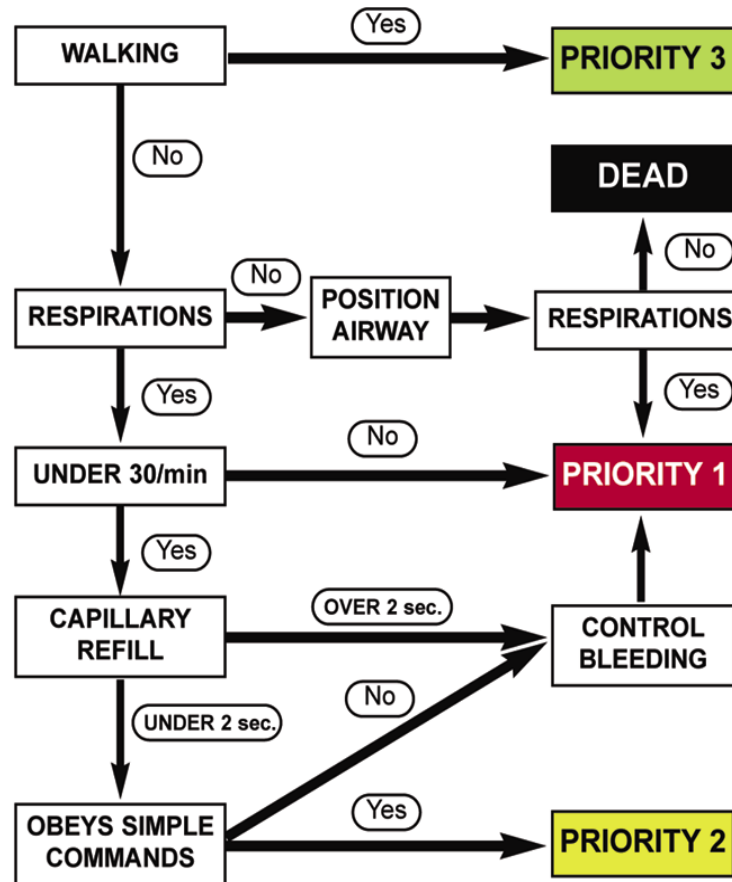 WALKING
Yes
PRIORITY 3
No
DEAD
No
RESPIRATIONS
No
POSITION
AIRWAY
RESPIRATIONS
Yes
Yes
UNDER 30/min
No
PRIORITY 1
Yes
CAPILLARY
REFILL
OVER 2 sec.
CONTROL
BLEEDING
UNDER 2 sec.
No
OBEYS SIMPLE
COMMANDS
Yes
PRIORITY 2